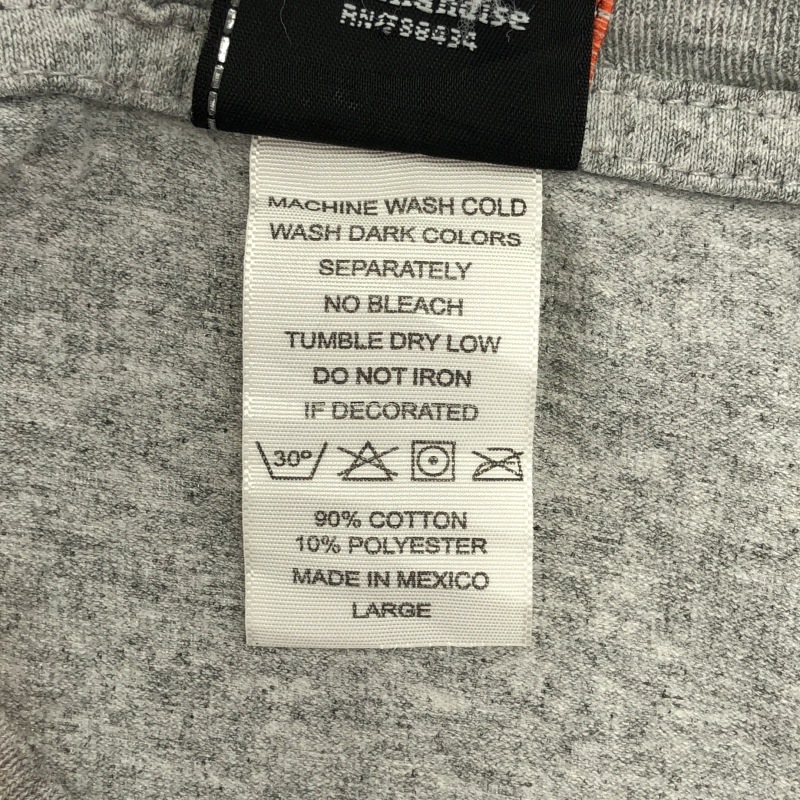 RN#98434
MACHINE WASH COLD
WASH DARK COLORS
SEPARATELY
NO BLEACH
TUMBLE DRY LOW
DO NOT IRON
IF DECORATED
30°
90% COTTON
10% POLYESTER
MADE IN MEXICO
LARGE